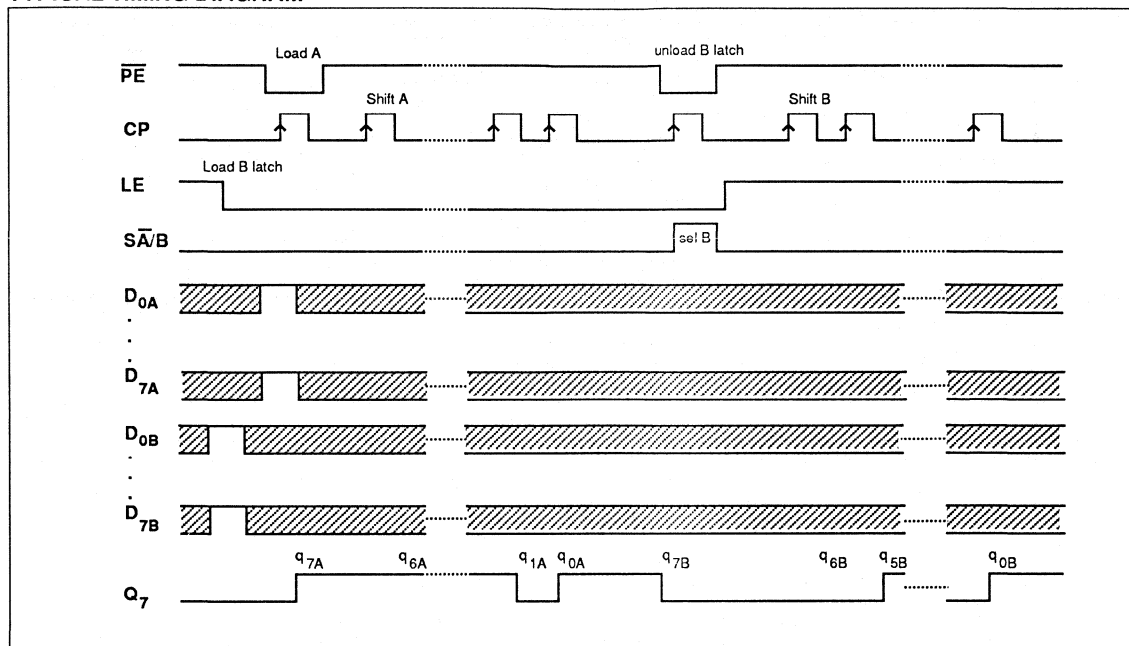 Load A
unload B latch
PE
Shift A
Shift B
CP
Load B latch
LE
SA/B
sel B
D0A
D7A
D0B
D7B
q7A
q6A
q1A
q0A
q7B
q6B
q5B
q0B
Q7